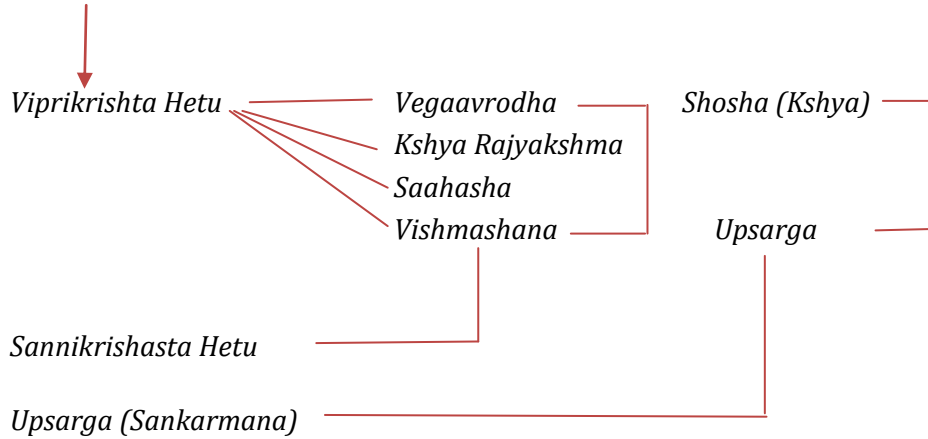 Viprikrishta Hetu Vegaavrodha Shosha (Kshya)
Kshya Rajyakshma
Saahasha
Vishmashana Upsarga
Sannikrishasta Hetu
Upsarga (Sankarmana)